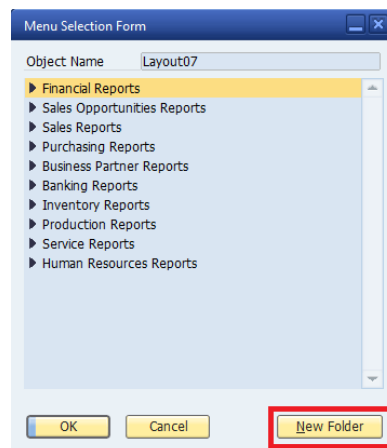 Menu Selection Form
Object Name Layout07
Financial Reports
Sales Opportunities Reports
Sales Reports
Purchasing Reports
Business Partner Reports
Banking Reports
Inventory Reports
Production Reports
Service Reports
Human Resources Reports
OK Cancel New Folder